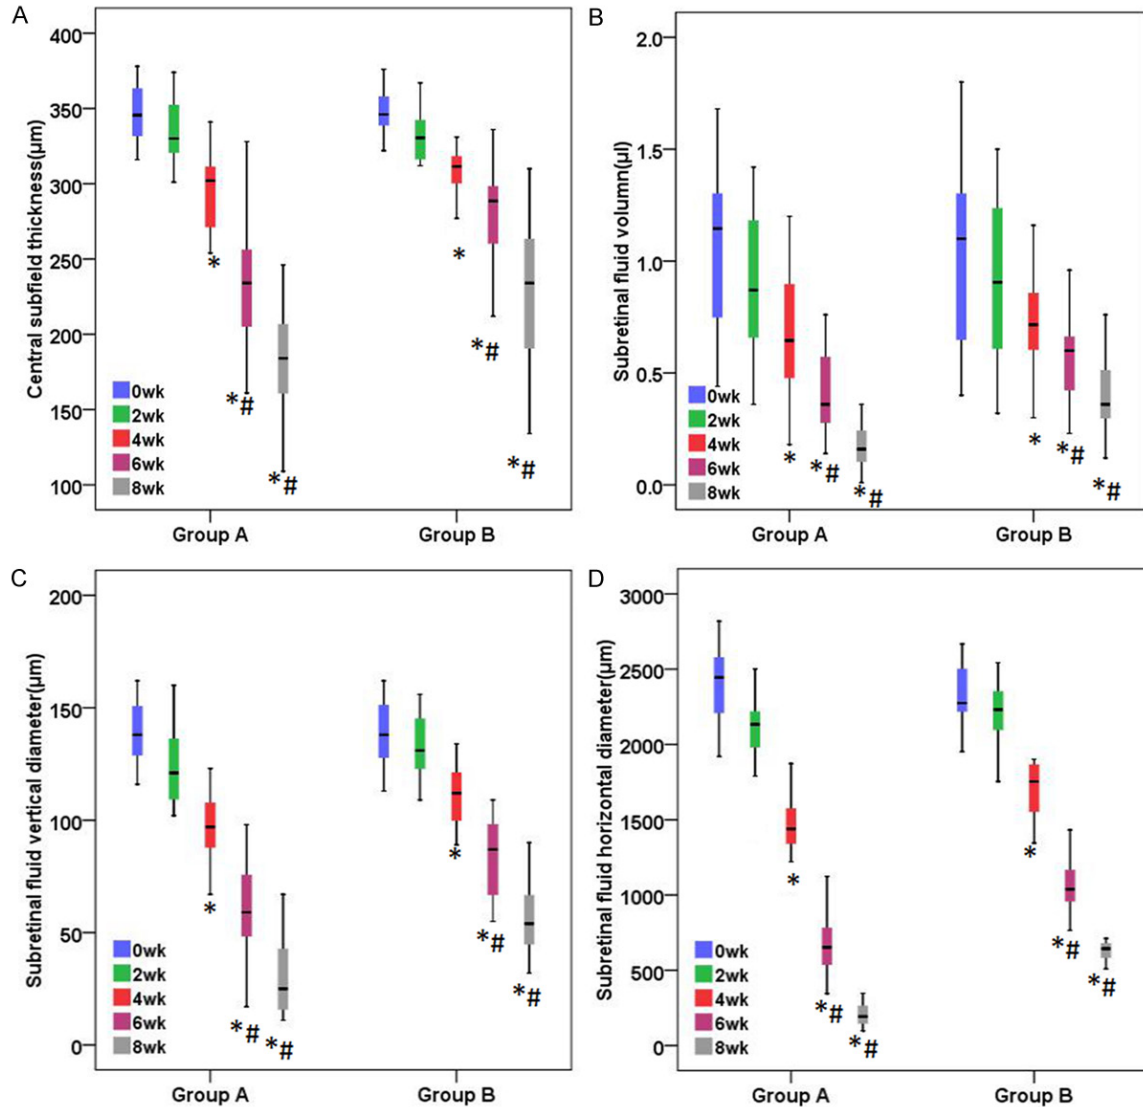 A
Central subfield thickness(µm)
400
350
300
250
200
150
100
0wk
2wk
4wk
6wk
8wk
*
*#
*#
*
*#
*#
Group A
Group B
B
Subretinal fluid volumn(µl)
2.0
1.5
1.0
0.5
0.0
0wk
2wk
4wk
6wk
8wk
*
*#
*#
*
*#
*#
Group A
Group B
C
Subretinal fluid vertical diameter(µm)
200
150
100
50
0
0wk
2wk
4wk
6wk
8wk
*
*#
*#
*
*#
*#
Group A
Group B
D
Subretinal fluid horizontal diameter(µm)
3000
2500
2000
1500
1000
500
0
0wk
2wk
4wk
6wk
8wk
*
*#
*#
*
*#
*#
Group A
Group B